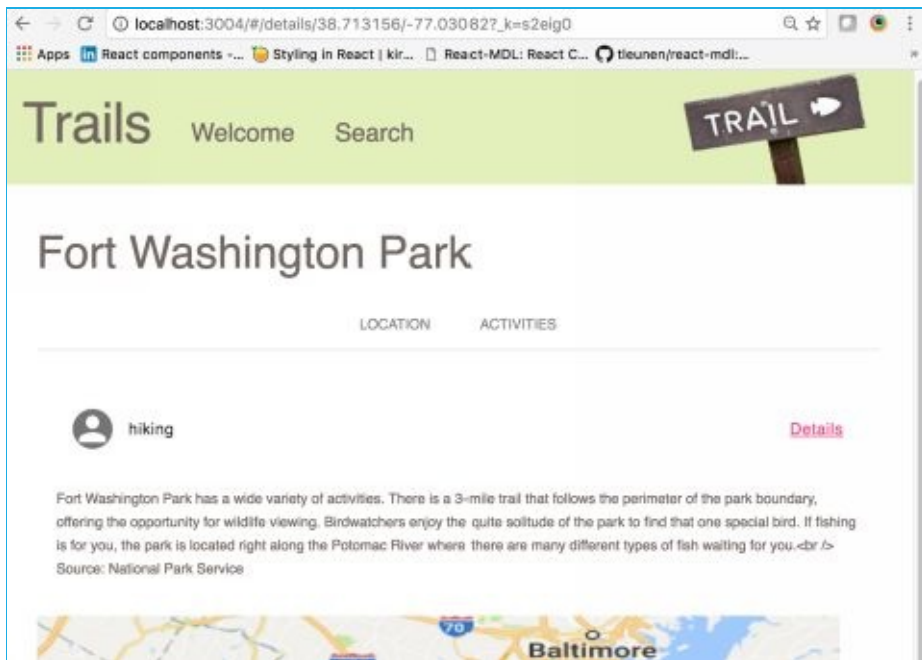 localhost:3004/#/details/38.713156/-77.03082?_k=s2eig0
Apps React components -... Styling in React | kir... React-MDL: React C... tleunen/react-mdl:...
Trails Welcome Search
TRAIL
Fort Washington Park
LOCATION ACTIVITIES
hiking Details
Fort Washington Park has a wide variety of activities. There is a 3-mile trail that follows the perimeter of the park boundary,
offering the opportunity for wildlife viewing. Birdwatchers enjoy the quite solitude of the park to find that one special bird. If fishing
is for you, the park is located right along the Potomac River where there are many different types of fish waiting for you.<br />
Source: National Park Service
70
Baltimore